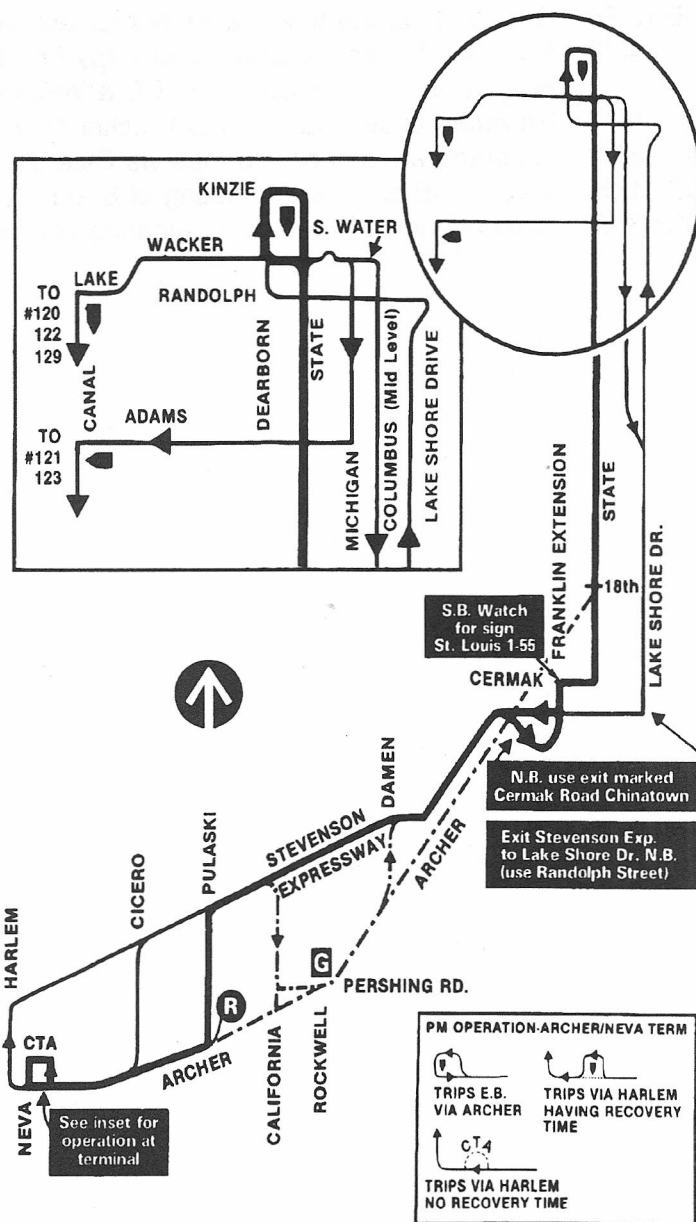 KINZIE
S. WATER
WACKER
LAKE
RANDOLPH
TO
#120
122
129
CANAL
DEARBORN
STATE
MICHIGAN
COLUMBUS (Mid Level)
LAKE SHORE DRIVE
ADAMS
TO
#121
123
FRANKLIN EXTENSION
STATE
LAKE SHORE DR.
18th
S.B. Watch
for sign
St. Louis 1-55
CERMAK
N.B. use exit marked
Cermak Road Chinatown
Exit Stevenson Exp.
to Lake Shore Dr. N.B.
(use Randolph Street)
DAMEN
STEVENSON
EXPRESSWAY
ARCHER
PULASKI
CICERO
HARLEM
G
PERSHING RD.
R
CTA
ARCHER
CALIFORNIA
ROCKWELL
NEVA
See inset for
operation at
terminal
PM OPERATION-ARCHER/NEVA TERM
TRIPS E.B.
VIA ARCHER
TRIPS VIA HARLEM
HAVING RECOVERY
TIME
CTA
TRIPS VIA HARLEM
NO RECOVERY TIME